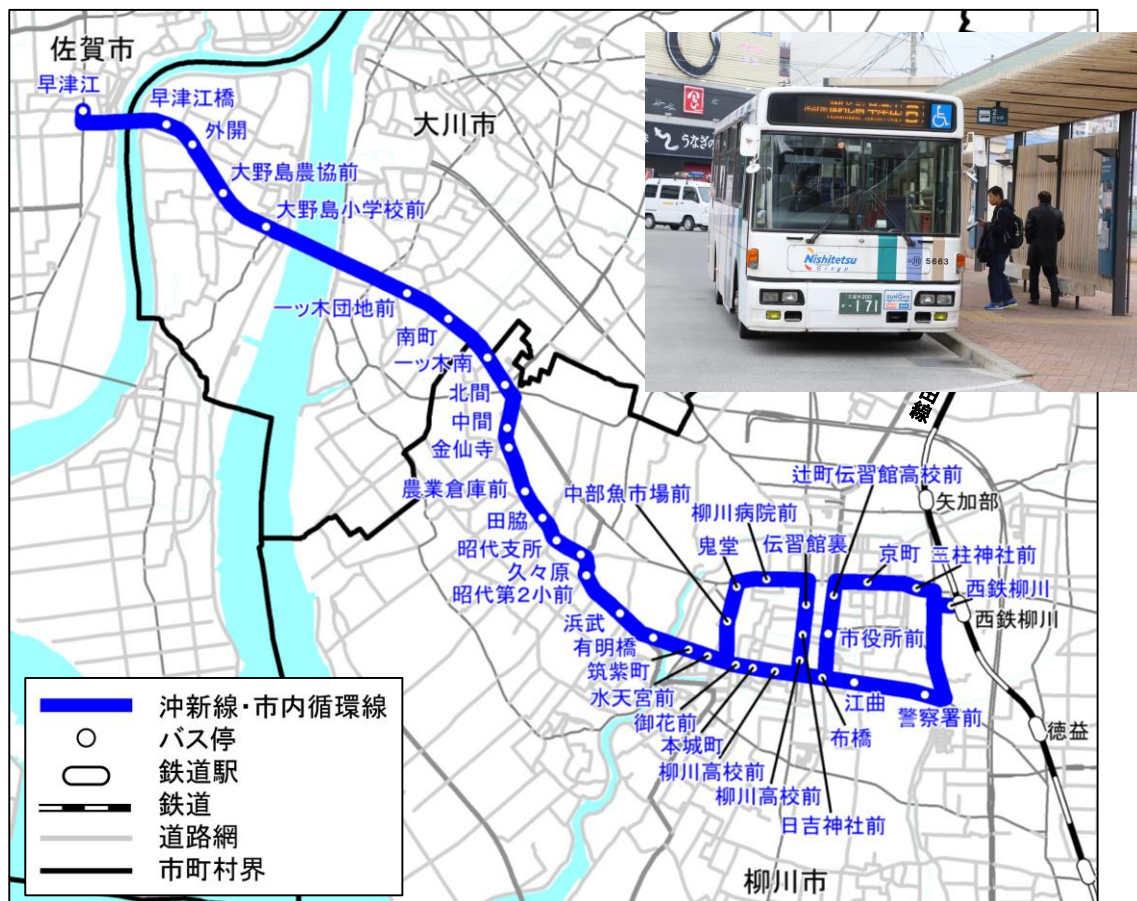 佐賀市
早津江
早津江橋
外開
大川市
大野島農協前
大野島小学校前
一ッ木団地前
南町
一ッ木南
北間
中間
金仙寺
農業倉庫前
田脇
昭代支所
久々原
昭代第2小前
浜武
有明橋
筑紫町
水天宮前
御花前
本城町
柳川高校前
柳川高校前
日吉神社前
布橋
江曲
警察署前
中部魚市場前
鬼堂
柳川病院前
伝習館裏
辻町伝習館高校前
京町
三柱神社前
西鉄柳川
西鉄柳川
市役所前
矢加部
徳益
田線
柳川市
Nishitetsu
Group
5663
171
うなぎの
沖新線・市内循環線
バス停
鉄道駅
鉄道
道路網
市町村界